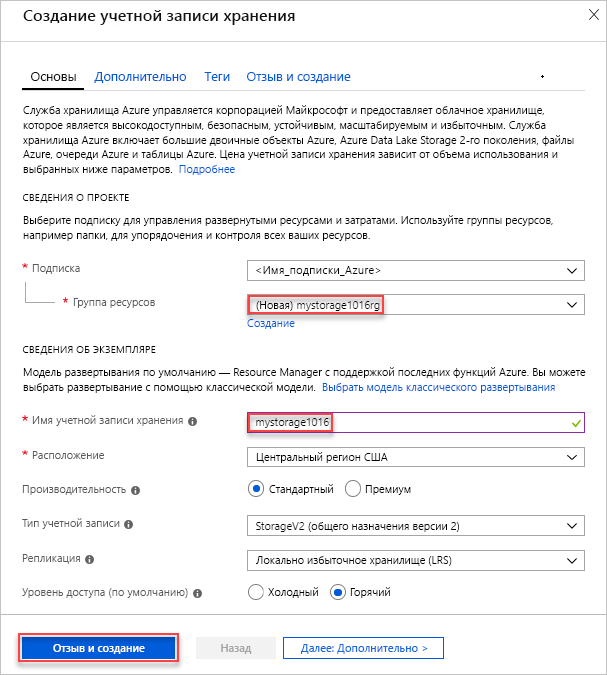 Создание учетной записи хранения
Основы Дополнительно Теги Отзыв и создание
Служба хранилища Azure управляется корпорацией Майкрософт и предоставляет облачное хранилище,
которое является высокодоступным, безопасным, устойчивым, масштабируемым и избыточным. Служба
хранилища Azure включает большие двоичные объекты Azure, Azure Data Lake Storage 2-го поколения, файлы
Azure, очереди Azure и таблицы Azure. Цена учетной записи хранения зависит от объема использования и
выбранных ниже параметров. Подробнее
СВЕДЕНИЯ О ПРОЕКТЕ
Выберите подписку для управления развернутыми ресурсами и затратами. Используйте группы ресурсов,
например папки, для упорядочения и контроля всех ваших ресурсов.
* Подписка <Имя_подписки_Azure>
* Группа ресурсов (Новая) mystorage1016rg
Создание
СВЕДЕНИЯ ОБ ЭКЗЕМПЛЯРЕ
Модель развертывания по умолчанию — Resource Manager с поддержкой последних функций Azure. Вы можете
выбрать развертывание с помощью классической модели. Выбрать модель классического развертывания
* Имя учетной записи хранения mystorage1016
* Расположение Центральный регион США
Производительность Стандартный Премиум
Тип учетной записи StorageV2 (общего назначения версии 2)
Репликация Локально избыточное хранилище (LRS)
Уровень доступа (по умолчанию) Холодный Горячий
Отзыв и создание Назад Далее: Дополнительно >